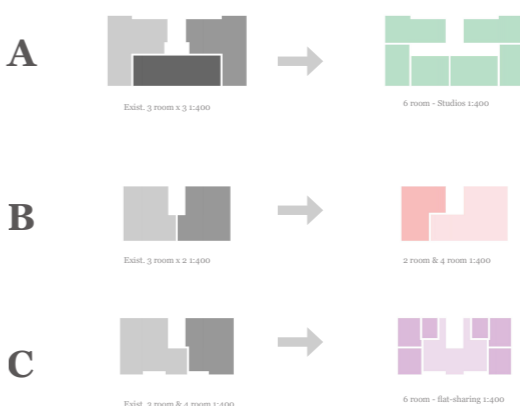 A
Exist. 3 room x 3 1:400
6 room - Studios 1:400
B
Exist. 3 room x 2 1:400
2 room & 4 room 1:400
C
Exist. 3 room & 4 room 1:400
6 room - flat-sharing 1:400